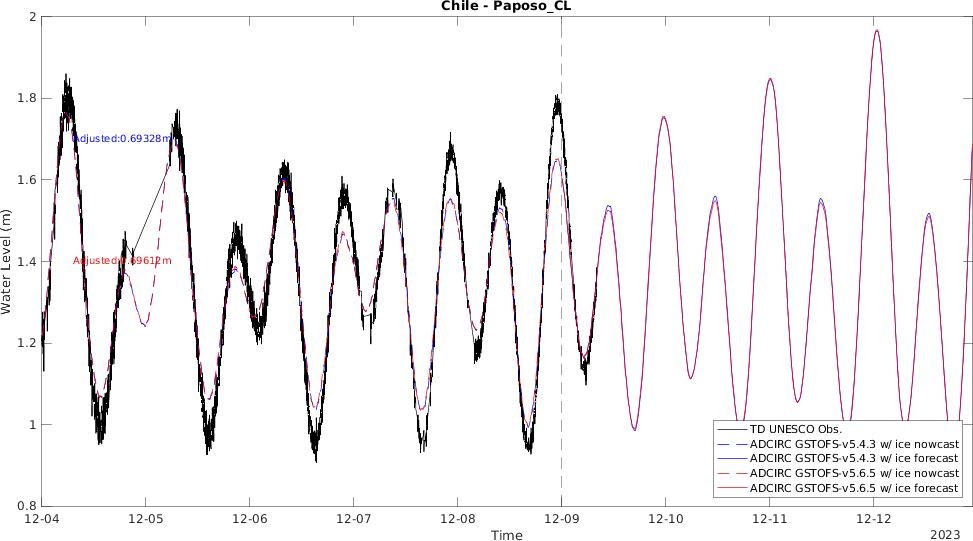 Chile - Paposo_CL
2
1.8
1.6
1.4
1.2
1
0.8
Water Level (m)
Adjusted:0.69328m
Adjusted:0.69612m
TD UNESCO Obs.
ADCIRC GSTOFS-v5.4.3 w/ ice nowcast
ADCIRC GSTOFS-v5.4.3 w/ ice forecast
ADCIRC GSTOFS-v5.6.5 w/ ice nowcast
ADCIRC GSTOFS-v5.6.5 w/ ice forecast
12-04 12-05 12-06 12-07 12-08 12-09 12-10 12-11 12-12
Time
2023